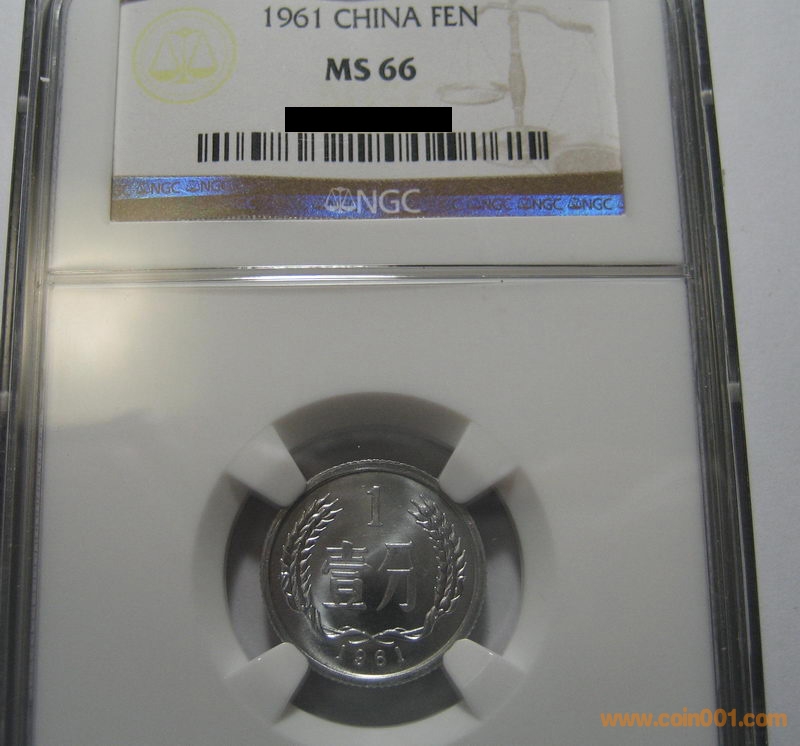 1961 CHINA FEN
MS 66
NGC NGC NGC NGC NGC NGC
1
壹分
1961
www.coin001.com